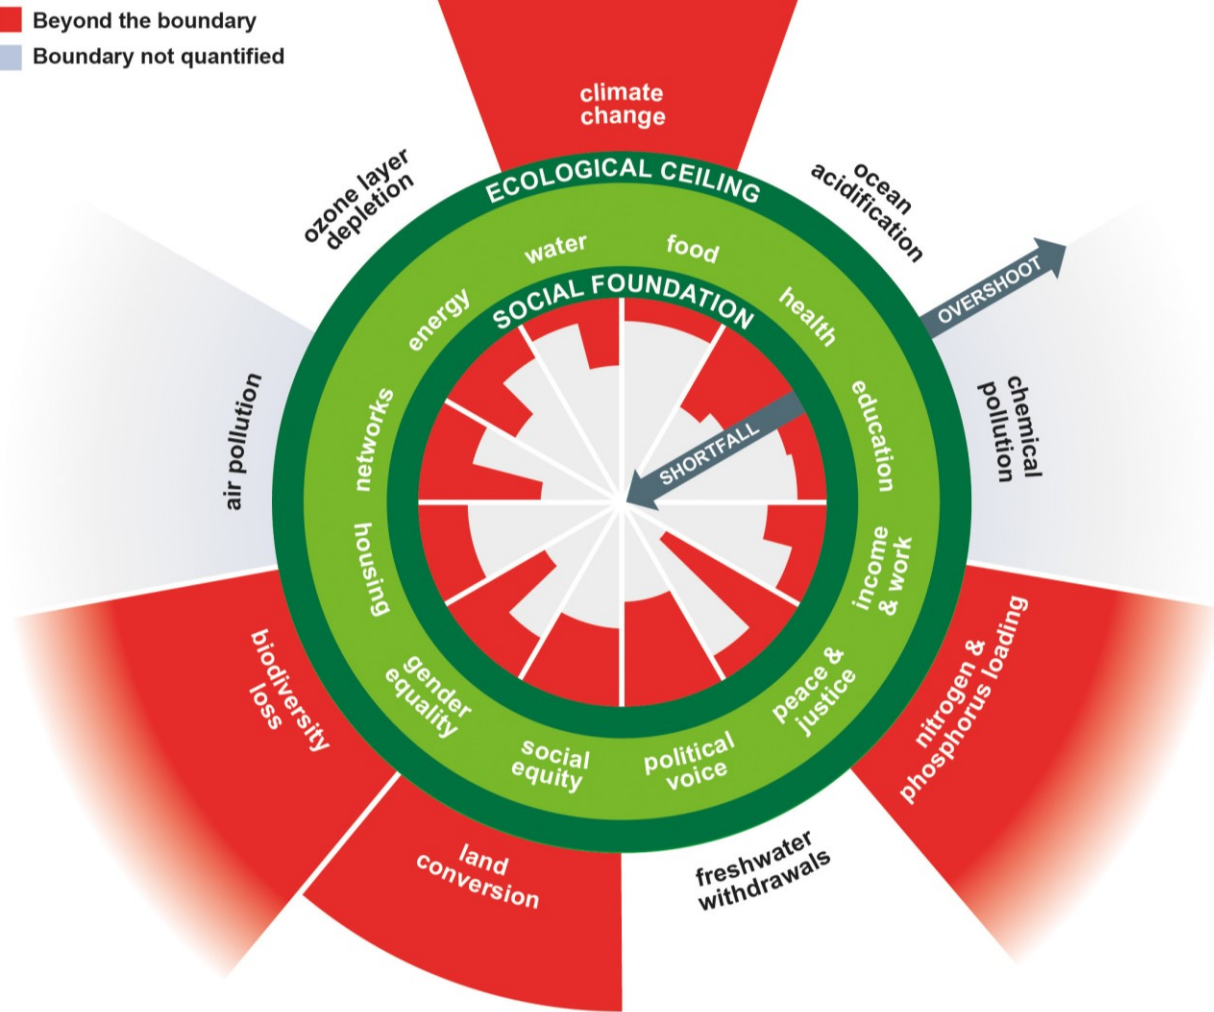 Beyond the boundary
Boundary not quantified
climate
change
ECOLOGICAL CEILING
ozone layer
depletion
ocean
acidification
water
food
energy
health
SOCIAL FOUNDATION
OVERSHOOT
networks
education
air pollution
chemical
pollution
SHORTFALL
housing
income
& work
biodiversity
loss
gender
equality
peace &
justice
nitrogen &
phosphorus loading
social
equity
political
voice
land
conversion
freshwater
withdrawals